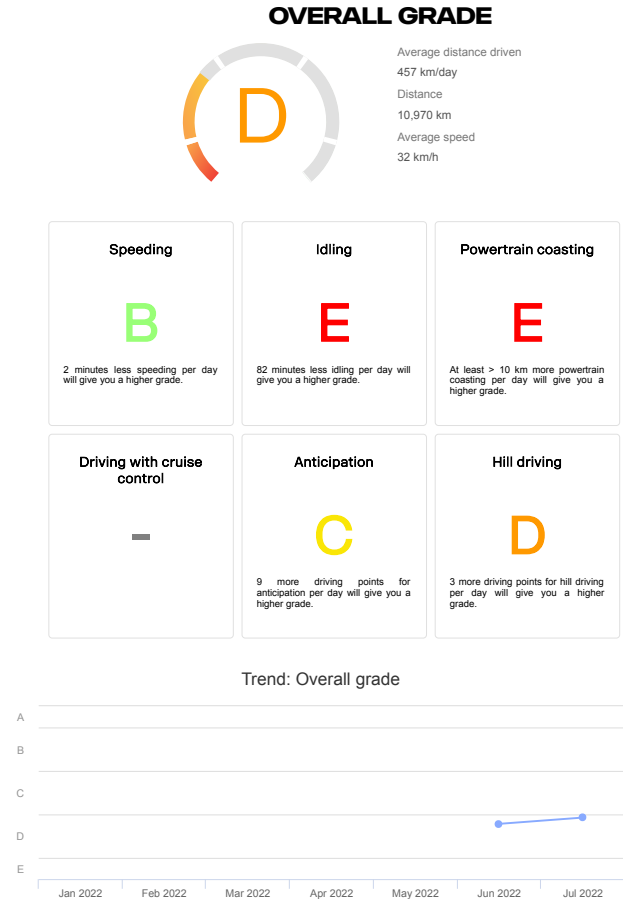 OVERALL GRADE
D
Average distance driven
457 km/day
Distance
10,970 km
Average speed
32 km/h
Speeding
B
2 minutes less speeding per day
will give you a higher grade.
Idling
E
82 minutes less idling per day will
give you a higher grade.
Powertrain coasting
E
At least > 10 km more powertrain
coasting per day will give you a
higher grade.
Driving with cruise
control
-
Anticipation
C
9 more driving points for
anticipation per day will give you a
higher grade.
Hill driving
D
3 more driving points for hill driving
per day will give you a higher
grade.
Trend: Overall grade
A
B
C
D
E
Jan 2022 Feb 2022 Mar 2022 Apr 2022 May 2022 Jun 2022 Jul 2022